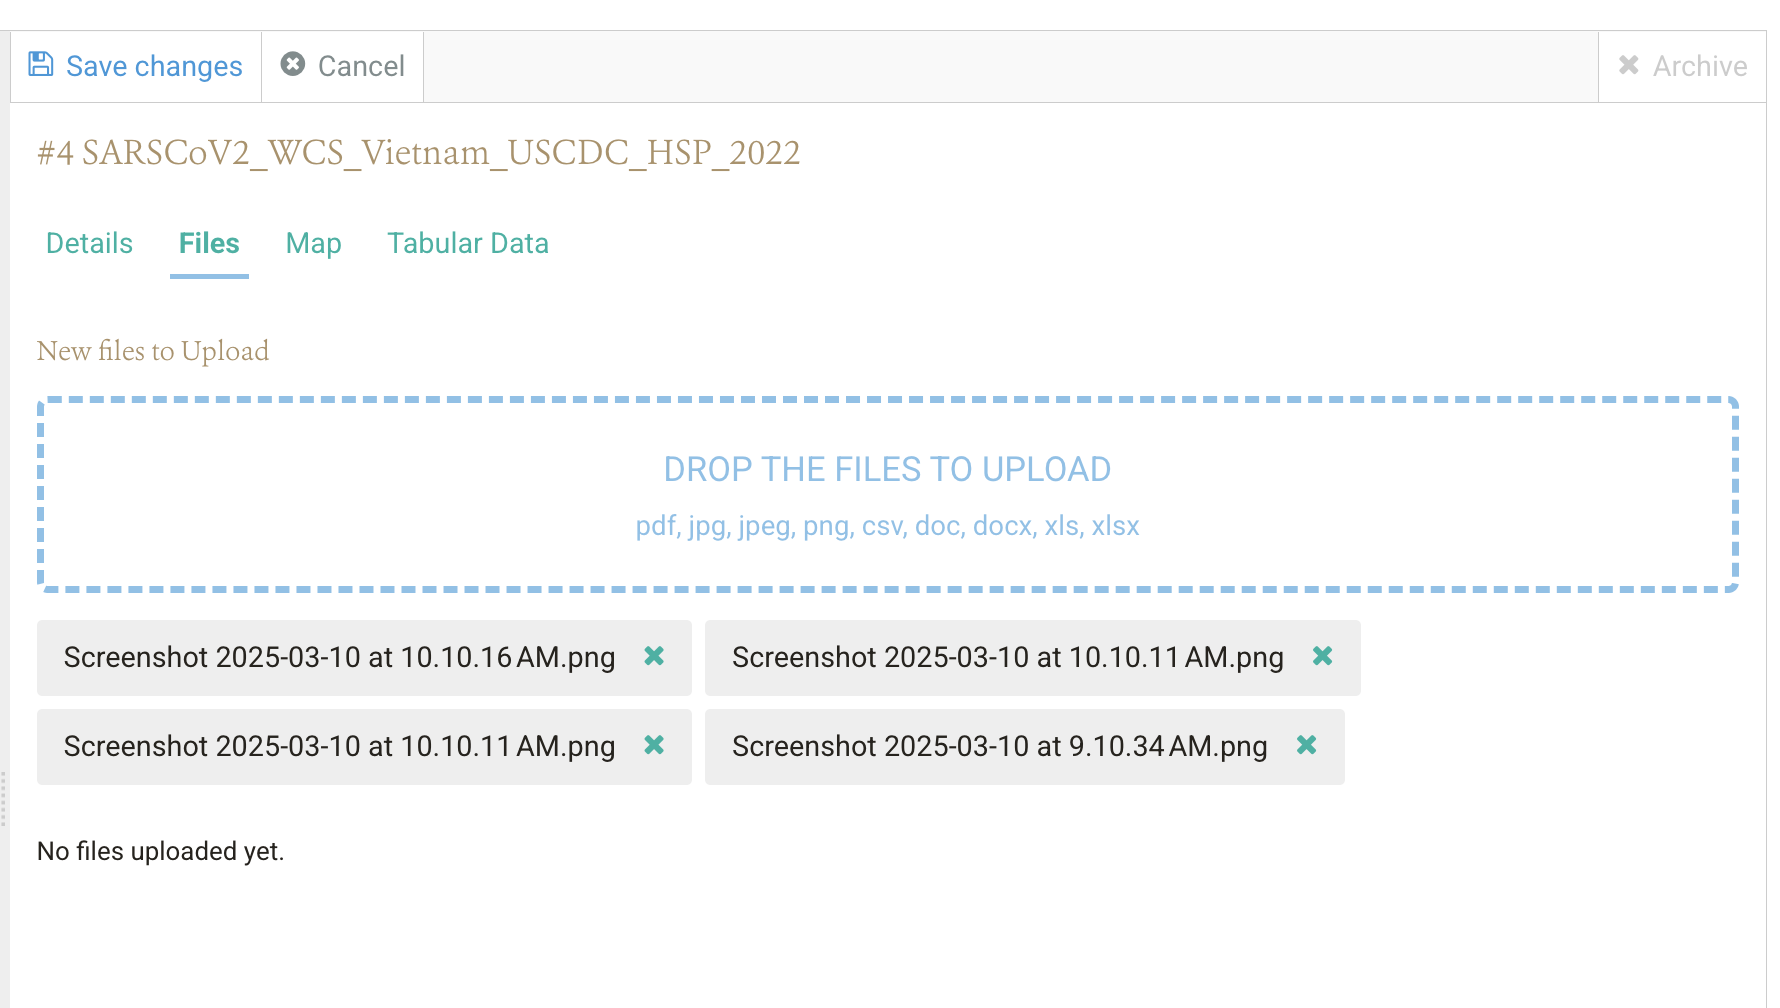 Save changes
Cancel
Archive
#4 SARSCoV2_WCS_Vietnam_USCDC_HSP_2022
Details
Files
Map
Tabular Data
New files to Upload
DROP THE FILES TO UPLOAD
pdf, jpg, jpeg, png, csv, doc, docx, xls, xlsx
Screenshot 2025-03-10 at 10.10.16 AM.png
Screenshot 2025-03-10 at 10.10.11 AM.png
Screenshot 2025-03-10 at 10.10.11 AM.png
Screenshot 2025-03-10 at 9.10.34 AM.png
No files uploaded yet.